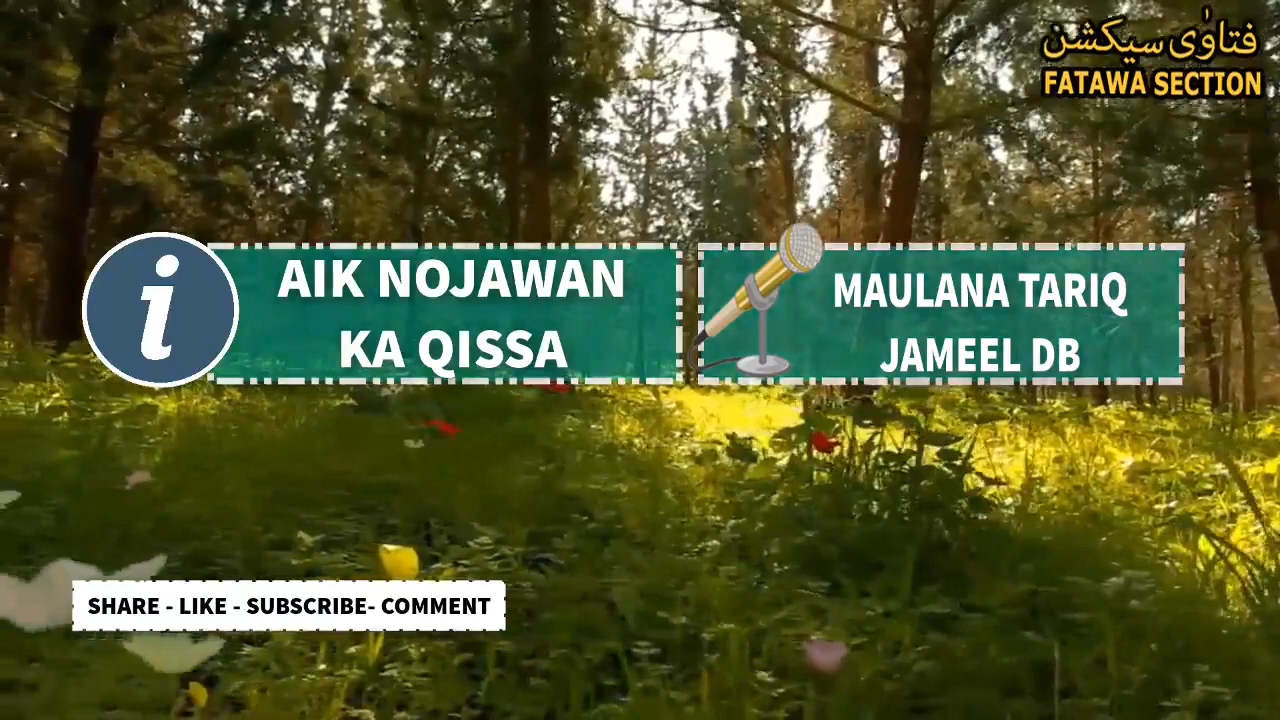 فتاوٰی سیکشن
FATAWA SECTION
AIK NOJAWAN
KA QISSA
MAULANA TARIQ
JAMEEL DB
SHARE - LIKE - SUBSCRIBE- COMMENT